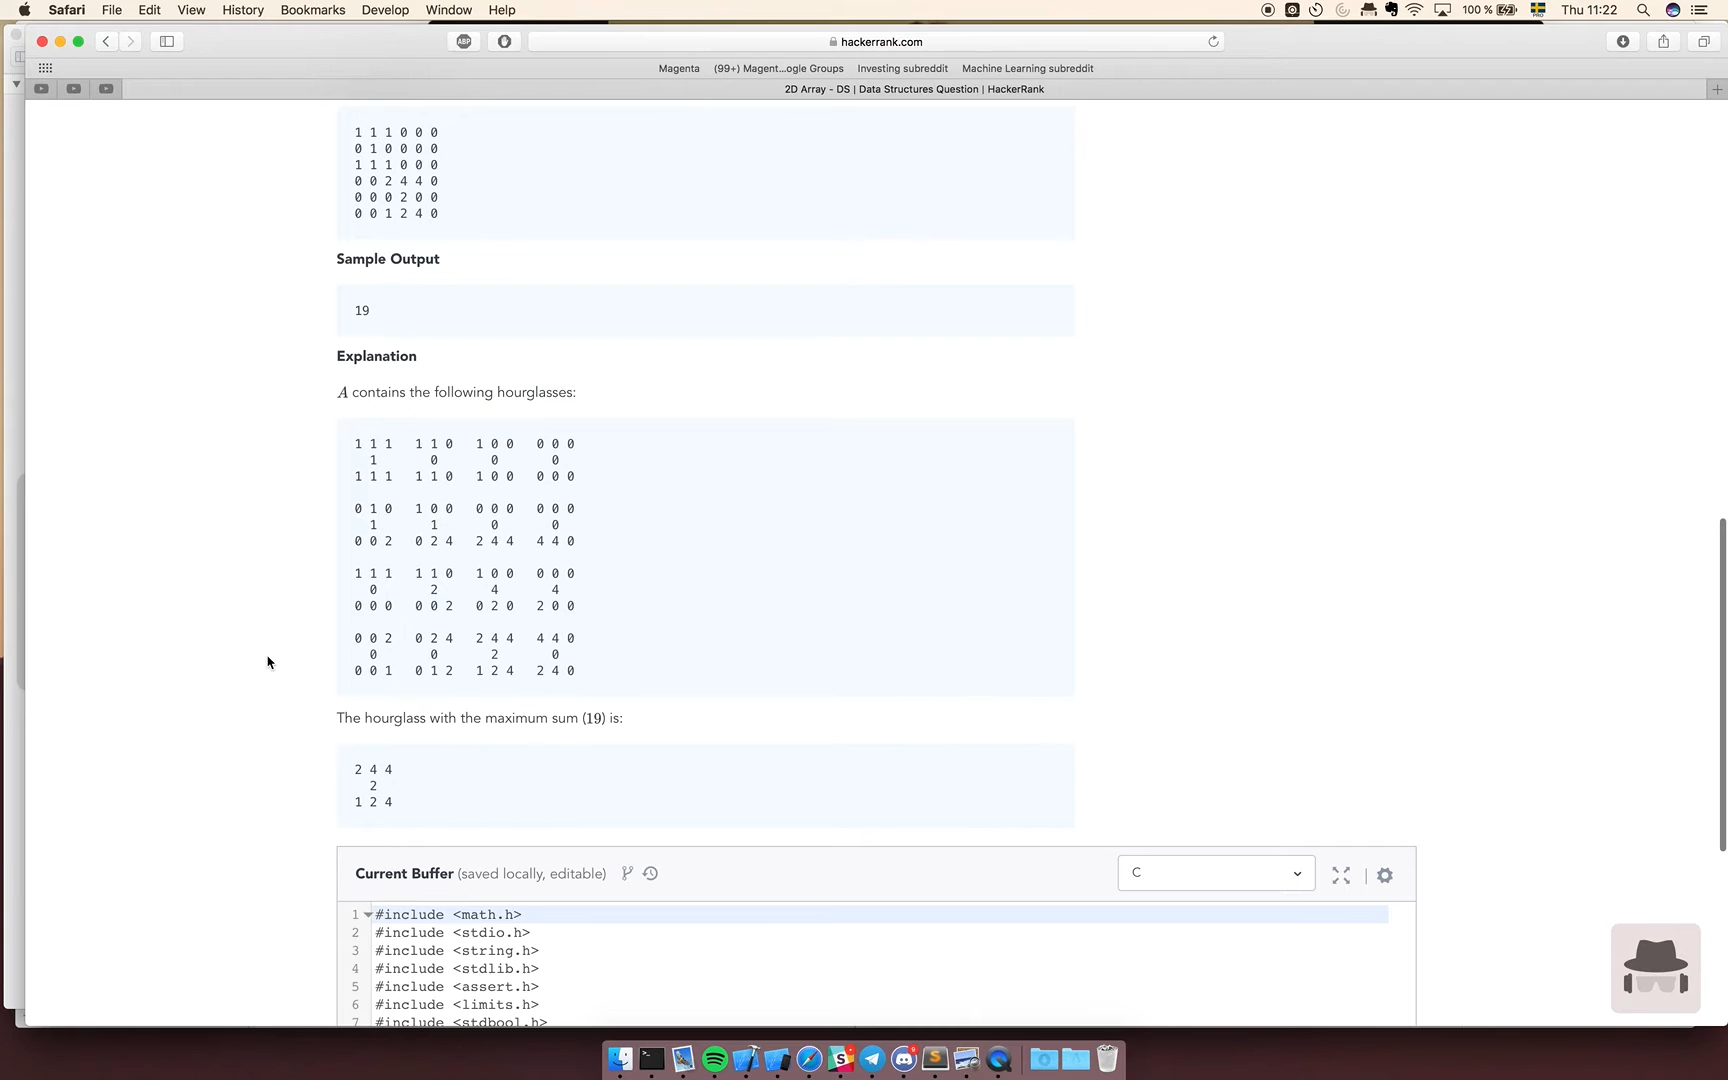 Safari File Edit View History Bookmarks Develop Window Help 100 % PRO Thu 11:22
ABP hackerrank.com
Magenta (99+) Magent...ogle Groups Investing subreddit Machine Learning subreddit
2D Array - DS | Data Structures Question | HackerRank
1 1 1 0 0 0
0 1 0 0 0 0
1 1 1 0 0 0
0 0 2 4 4 0
0 0 0 2 0 0
0 0 1 2 4 0
Sample Output
19
Explanation
A contains the following hourglasses:
1 1 1 1 1 0 1 0 0 0 0 0
1 0 0 0
1 1 1 1 1 0 1 0 0 0 0 0
0 1 0 1 0 0 0 0 0 0 0 0
1 1 0 0
0 0 2 0 2 4 2 4 4 4 4 0
1 1 1 1 1 0 1 0 0 0 0 0
0 2 4 4
0 0 0 0 0 2 0 2 0 2 0 0
0 0 2 0 2 4 2 4 4 4 4 0
0 0 2 0
0 0 1 0 1 2 1 2 4 2 4 0
The hourglass with the maximum sum (19) is:
2 4 4
2
1 2 4
Current Buffer (saved locally, editable) C
1 #include <math.h>
2 #include <stdio.h>
3 #include <string.h>
4 #include <stdlib.h>
5 #include <assert.h>
6 #include <limits.h>
7 #include <stdbool.h>